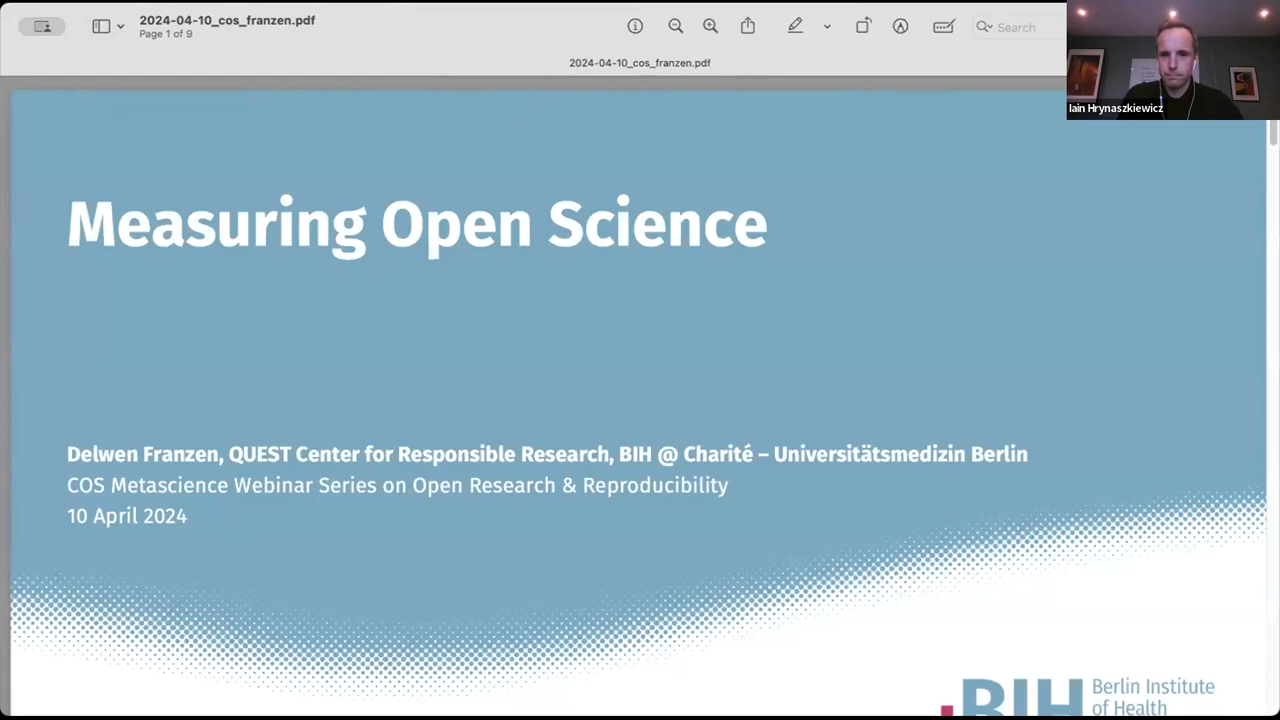 2024-04-10_cos_franzen.pdf
Page 1 of 9
Search
2024-04-10_cos_franzen.pdf
Iain Hrynaszkiewicz
Measuring Open Science
Delwen Franzen, QUEST Center for Responsible Research, BIH @ Charité – Universitätsmedizin Berlin
COS Metascience Webinar Series on Open Research & Reproducibility
10 April 2024
BIH
Berlin Institute
of Health